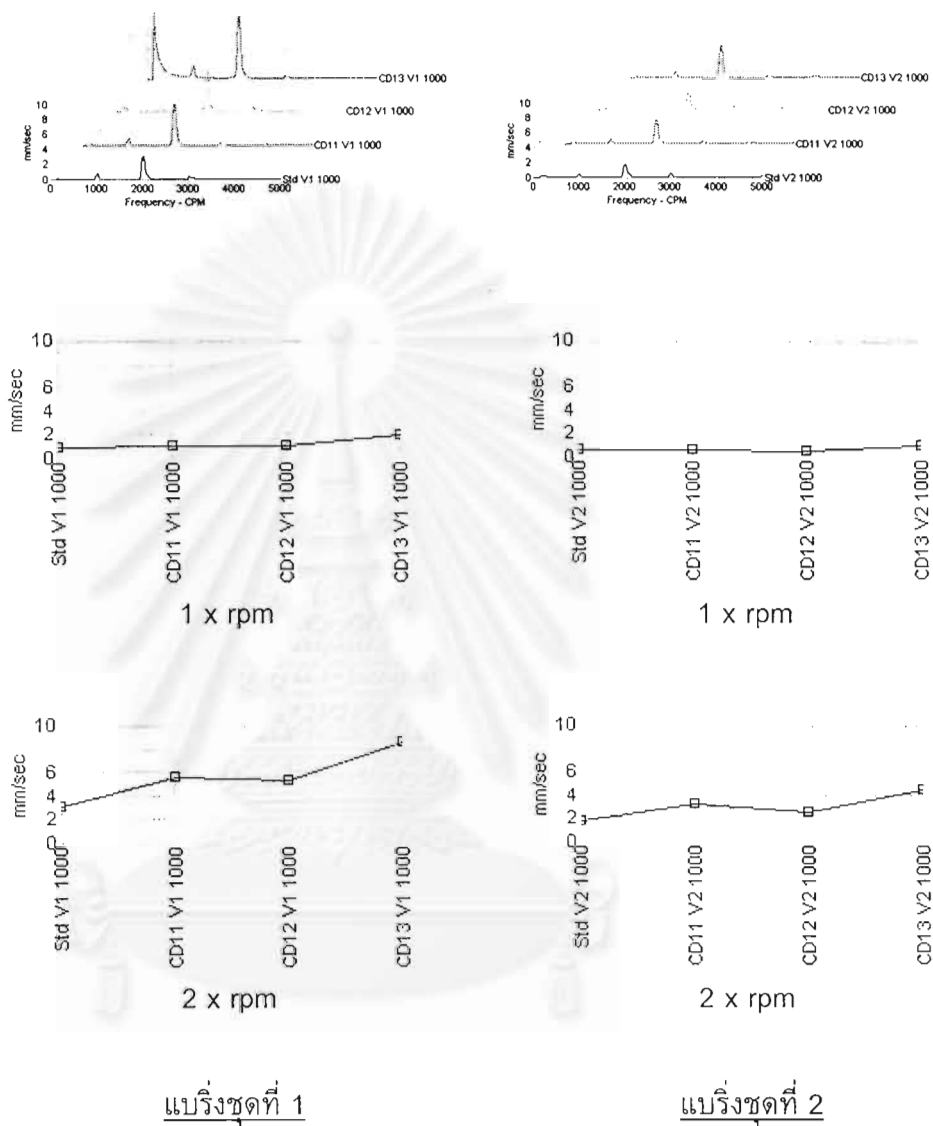 CD13 V1 1000
CD12 V1 1000
CD11 V1 1000
Std V1 1000
mm/sec
10
8
6
4
2
0
0 1000 2000 3000 4000 5000
Frequency - CPM
CD13 V2 1000
CD12 V2 1000
CD11 V2 1000
Std V2 1000
mm/sec
10
8
6
4
2
0
0 1000 2000 3000 4000 5000
Frequency - CPM
mm/sec
10
6
4
2
0
Std V1 1000
CD11 V1 1000
CD12 V1 1000
CD13 V1 1000
1 x rpm
mm/sec
10
6
4
2
0
Std V2 1000
CD11 V2 1000
CD12 V2 1000
CD13 V2 1000
1 x rpm
mm/sec
10
6
4
2
0
Std V1 1000
CD11 V1 1000
CD12 V1 1000
CD13 V1 1000
2 x rpm
mm/sec
10
6
4
2
0
Std V2 1000
CD11 V2 1000
CD12 V2 1000
CD13 V2 1000
2 x rpm
แบริ่งชุดที่ 1
แบริ่งชุดที่ 2